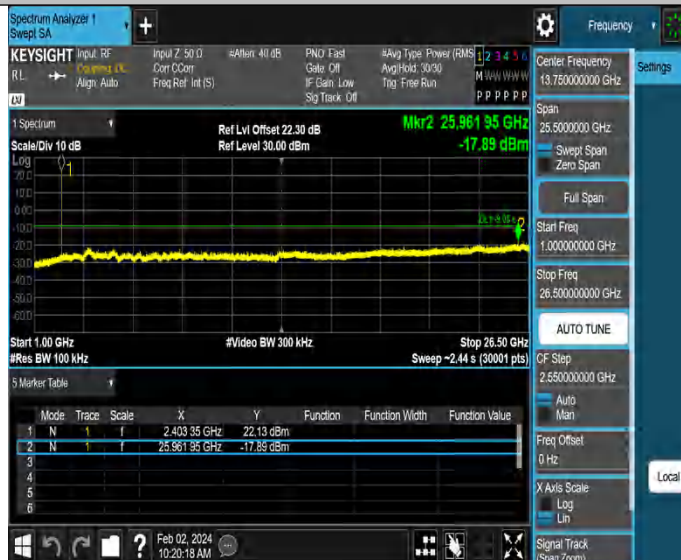 Spectrum Analyzer 1
Swept SA
Frequency
KEYSIGHT
Input: RF
Input Z: 50 Ω
#Atten: 40 dB
PNO: Fast
#Avg Type: Power (RMS
1 2 3 4 5 6
RL
Coupling: DC
Corr CCorr
Gate: Off
Avg|Hold: 30/30
M W W W W W
Align: Auto
Freq Ref: Int (S)
IF Gain: Low
Trig: Free Run
Sig Track: Off
P P P P P P
1 Spectrum
Ref Lvl Offset 22.30 dB
Mkr2 25.961 95 GHz
Scale/Div 10 dB
Ref Level 30.00 dBm
-17.89 dBm
Log
1
20.0
10.0
0.00
-10.0
-20.0
-30.0
-40.0
-50.0
-60.0
Start 1.00 GHz
#Video BW 300 kHz
Stop 26.50 GHz
#Res BW 100 kHz
Sweep ~2.44 s (30001 pts)
5 Marker Table
Mode Trace Scale X Y Function Function Width Function Value
1 N 1 f 2.403 35 GHz 22.13 dBm
2 N 1 f 25.961 95 GHz -17.89 dBm
3
4
5
6
Feb 02, 2024
10:20:18 AM
Center Frequency
13.750000000 GHz
Settings
Span
25.5000000 GHz
Swept Span
Zero Span
Full Span
Start Freq
1.000000000 GHz
Stop Freq
26.500000000 GHz
AUTO TUNE
CF Step
2.550000000 GHz
Auto
Man
Freq Offset
0 Hz
Local
X Axis Scale
Log
Lin
Signal Track
(Span Zoom)